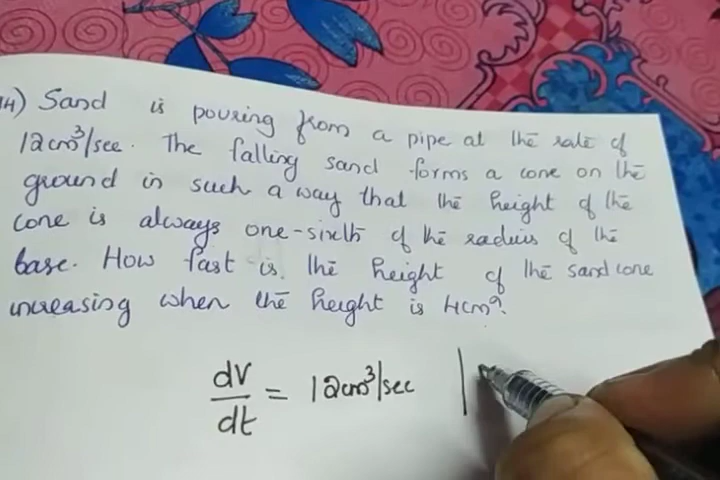 14) Sand is pouring from a pipe at the rate of
12cm³/sec. The falling sand forms a cone on the
ground in such a way that the height of the
cone is always one-sixth of the radius of the
base. How fast is the height of the sand cone
increasing when the height is 4cm?
dV/dt = 12cm³/sec